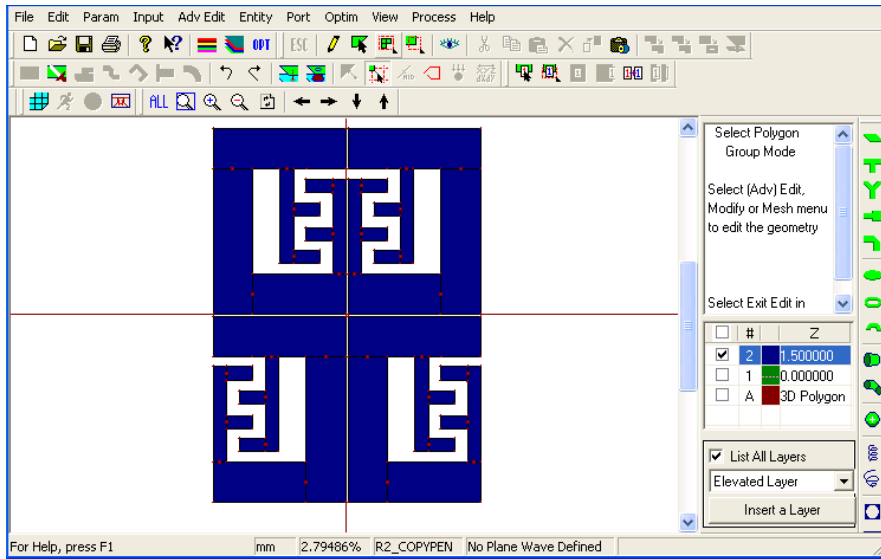 File Edit Param Input Adv Edit Entity Port Optim View Process Help
OPT ESC
ALL
Select Polygon
Group Mode
Select (Adv) Edit,
Modify or Mesh menu
to edit the geometry
Select Exit Edit in
# Z
2 1.500000
1 0.000000
A 3D Polygon
List All Layers
Elevated Layer
Insert a Layer
For Help, press F1 mm 2.79486% R2_COPYPEN No Plane Wave Defined